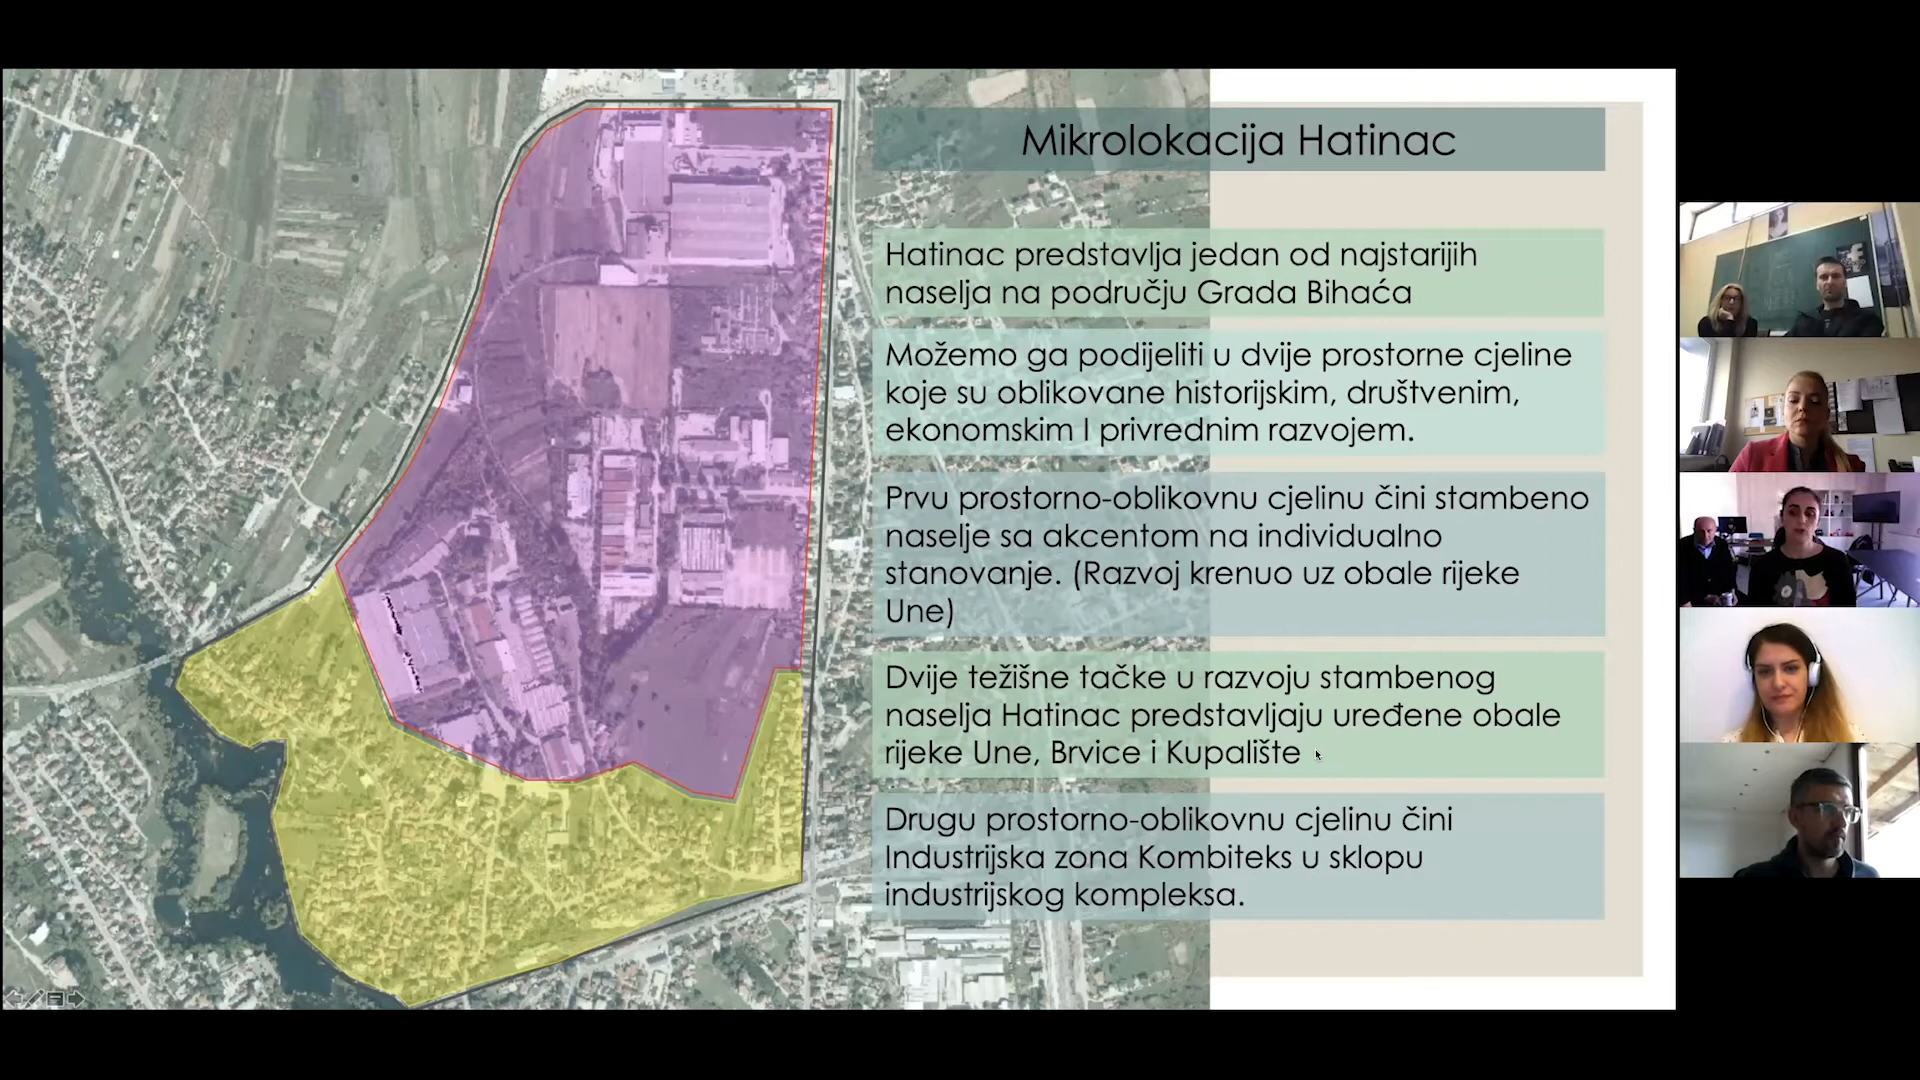 Mikrolokacija Hatinac
Hatinac predstavlja jedan od najstarijih
naselja na području Grada Bihaća
Možemo ga podijeliti u dvije prostorne cjeline
koje su oblikovane historijskim, društvenim,
ekonomskim I privrednim razvojem.
Prvu prostorno-oblikovnu cjelinu čini stambeno
naselje sa akcentom na individualno
stanovanje. (Razvoj krenuo uz obale rijeke
Une)
Dvije težišne tačke u razvoju stambenog
naselja Hatinac predstavljaju uređene obale
rijeke Une, Brvice i Kupalište
Drugu prostorno-oblikovnu cjelinu čini
Industrijska zona Kombiteks u sklopu
industrijskog kompleksa.